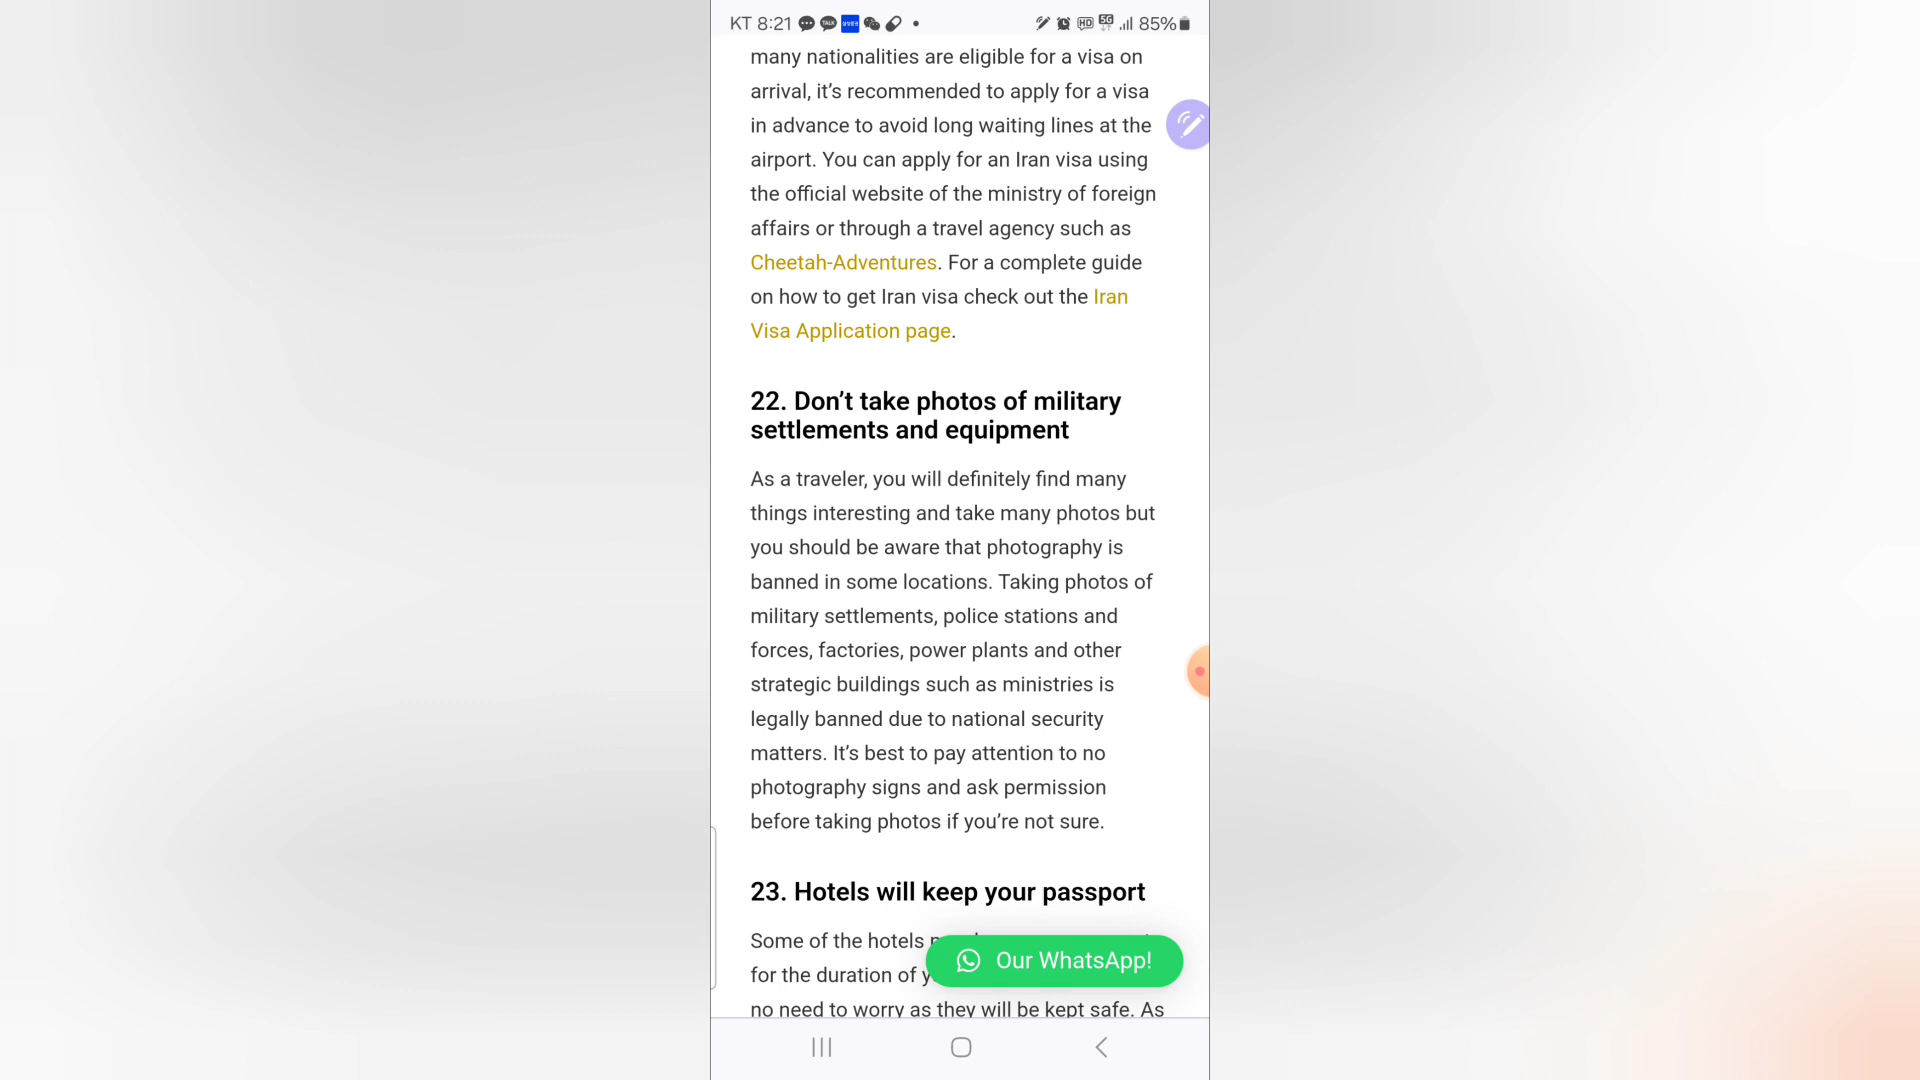 KT 8:21 85%
many nationalities are eligible for a visa on
arrival, it’s recommended to apply for a visa
in advance to avoid long waiting lines at the
airport. You can apply for an Iran visa using
the official website of the ministry of foreign
affairs or through a travel agency such as
Cheetah-Adventures. For a complete guide
on how to get Iran visa check out the Iran
Visa Application page.
22. Don’t take photos of military
settlements and equipment
As a traveler, you will definitely find many
things interesting and take many photos but
you should be aware that photography is
banned in some locations. Taking photos of
military settlements, police stations and
forces, factories, power plants and other
strategic buildings such as ministries is
legally banned due to national security
matters. It’s best to pay attention to no
photography signs and ask permission
before taking photos if you’re not sure.
23. Hotels will keep your passport
Some of the hotels
for the duration of
Our WhatsApp!
no need to worry as they will be kept safe. As